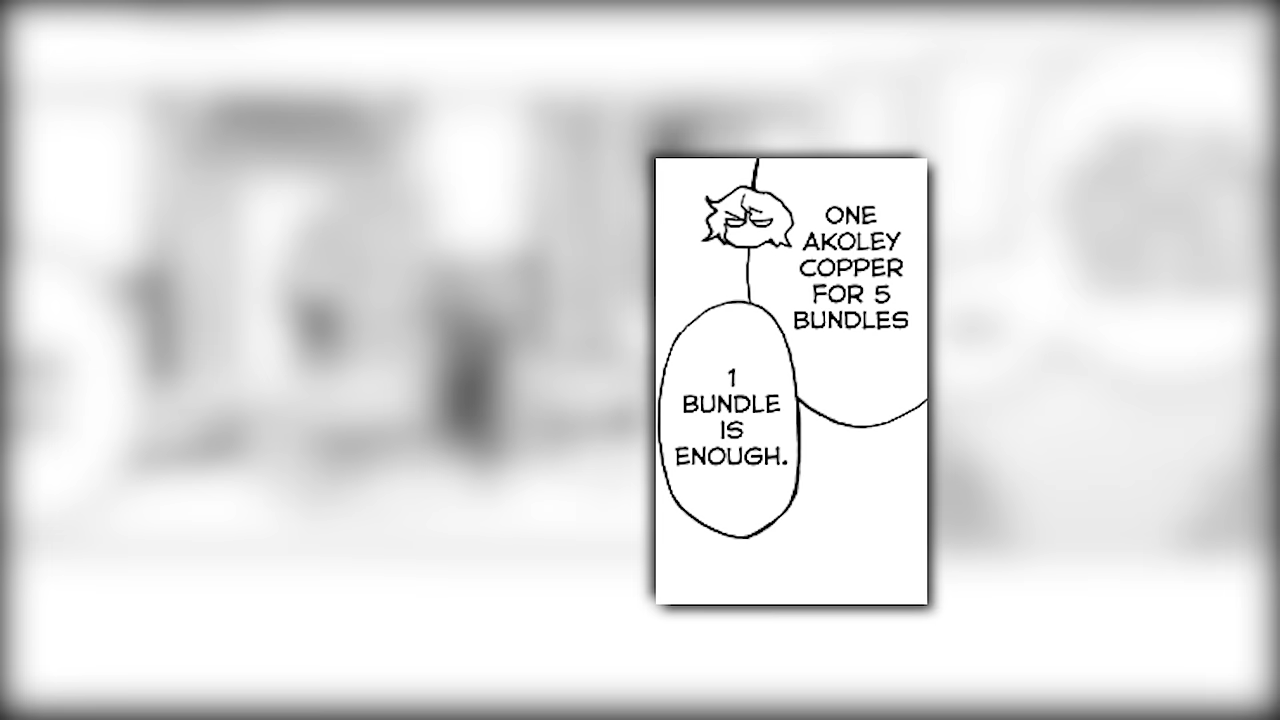 ONE
AKOLEY
COPPER
FOR 5
BUNDLES
1
BUNDLE
IS
ENOUGH.